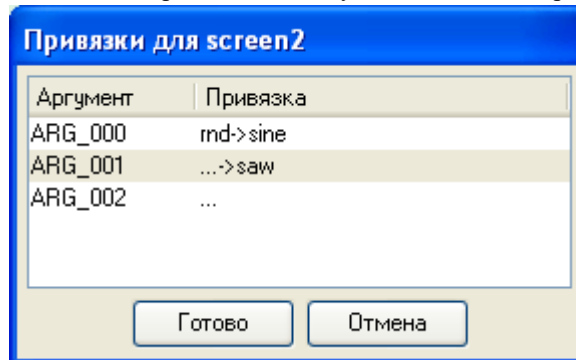 Привязки для screen2
Аргумент Привязка
ARG_000 rnd->sine
ARG_001 ...->saw
ARG_002 ...
Готово Отмена